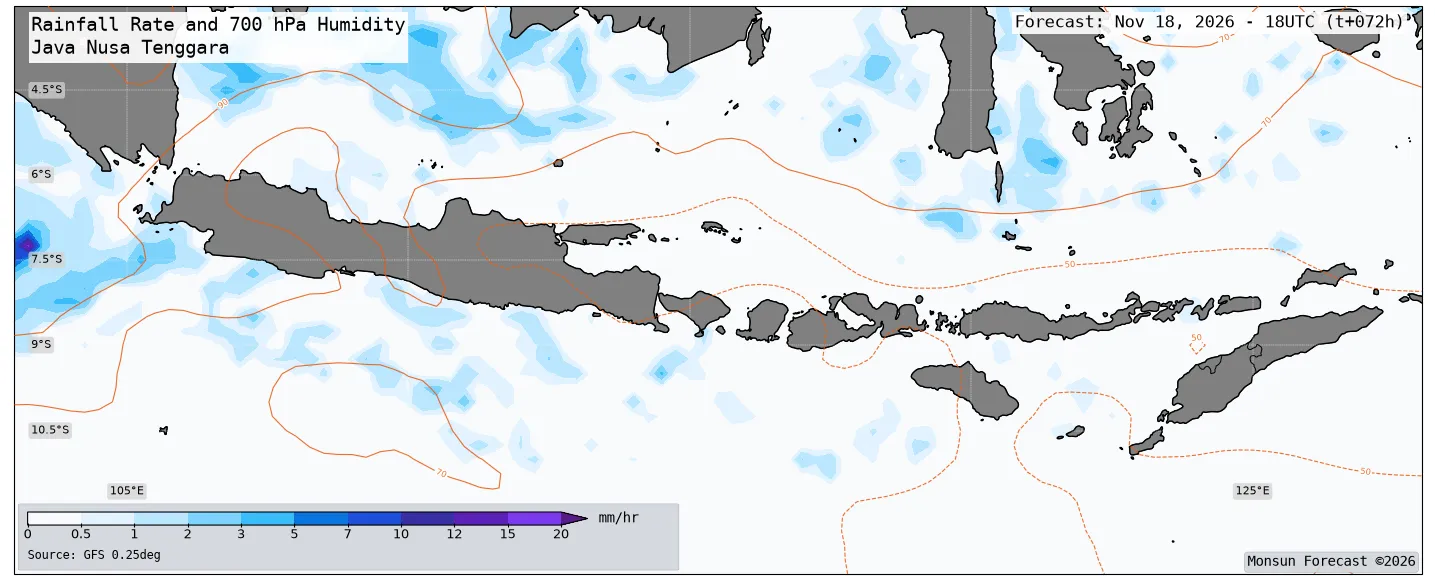 Rainfall Rate and 700 hPa Humidity
Java Nusa Tenggara
Forecast: Nov 18, 2026 - 18UTC (t+072h)
70
4.5°S
90
70
6°S
7.5°S
50
9°S
50
10.5°S
70
50
105°E
125°E
mm/hr
0 0.5 1 2 3 5 7 10 12 15 20
Source: GFS 0.25deg
Monsun Forecast ©2026